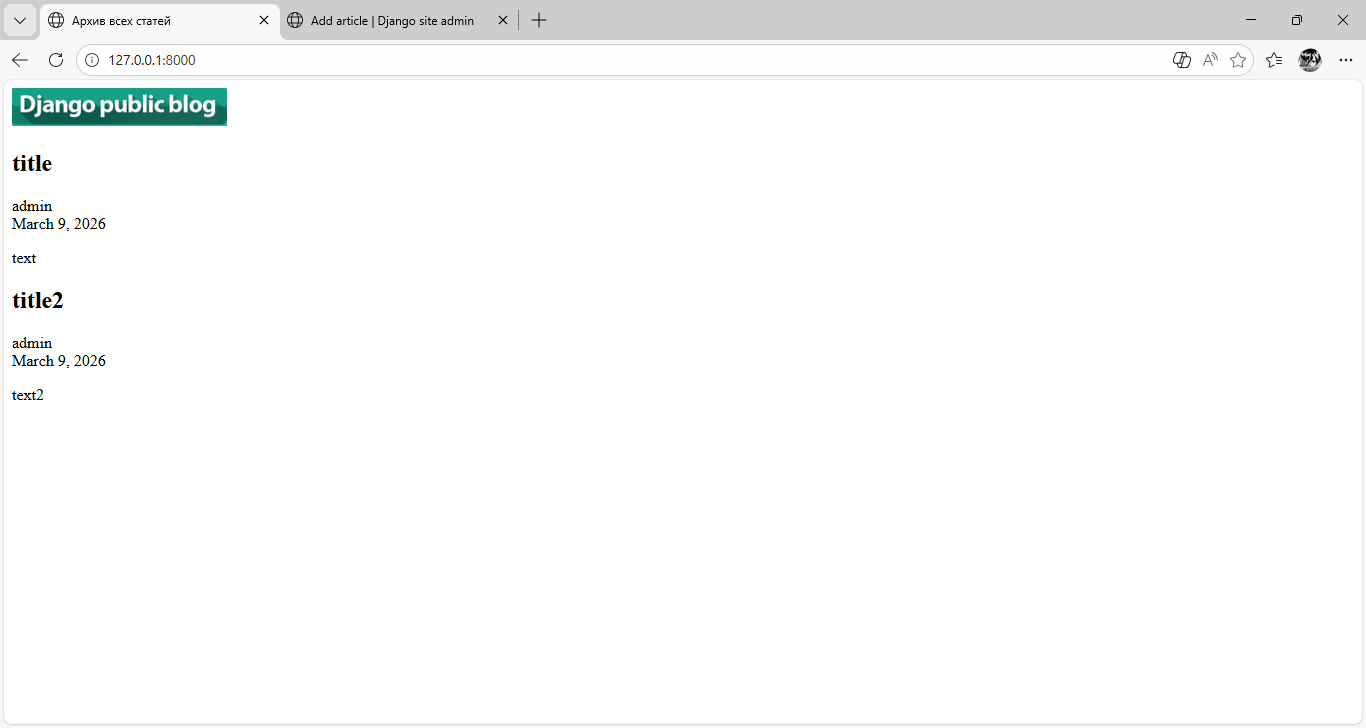 Архив всех статей
Add article | Django site admin
127.0.0.1:8000
Django public blog
title
admin
March 9, 2026
text
title2
admin
March 9, 2026
text2